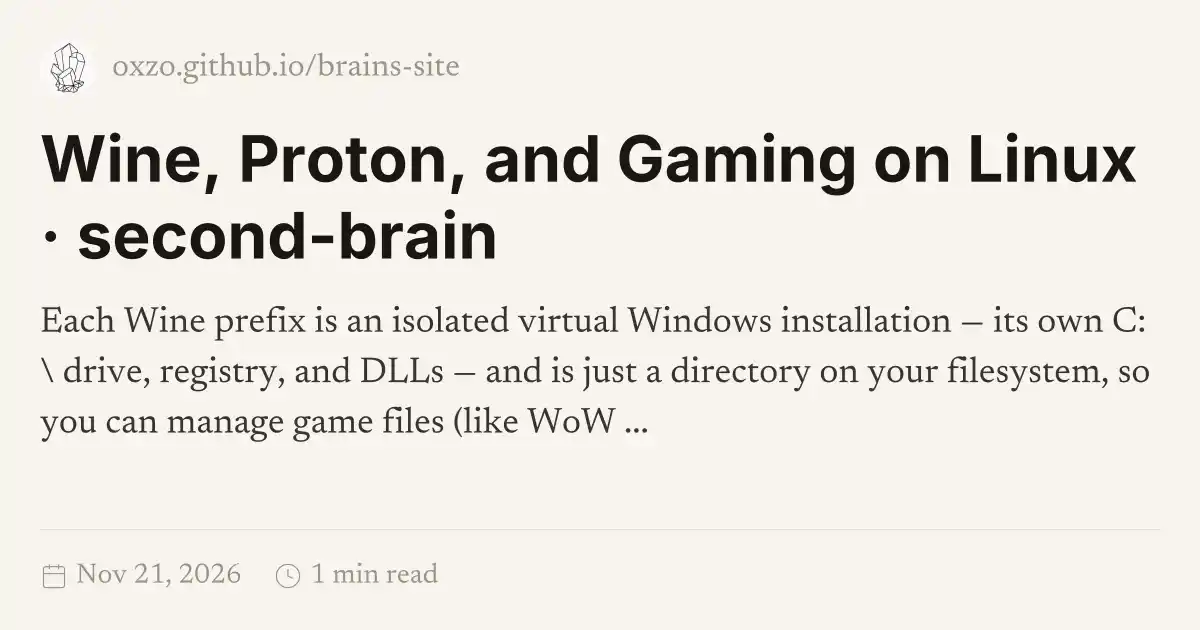 oxzo.github.io/brains-site
Wine, Proton, and Gaming on Linux
· second-brain
Each Wine prefix is an isolated virtual Windows installation — its own C:
\ drive, registry, and DLLs — and is just a directory on your filesystem, so
you can manage game files (like WoW ...
Nov 21, 2026 1 min read